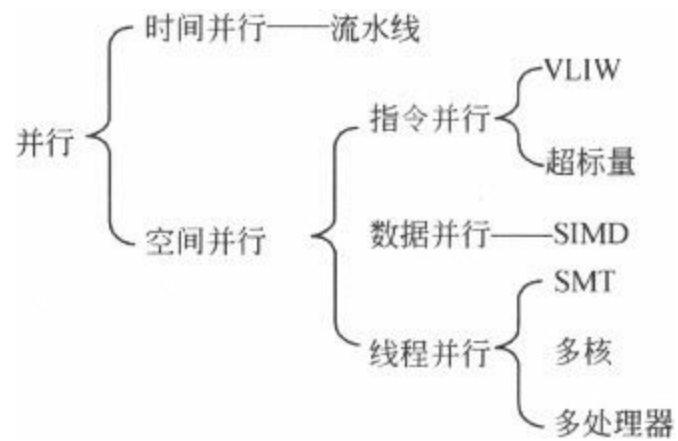 时间并行——流水线
VLIW
指令并行
并行
超标量
空间并行
数据并行——SIMD
SMT
线程并行
多核
多处理器